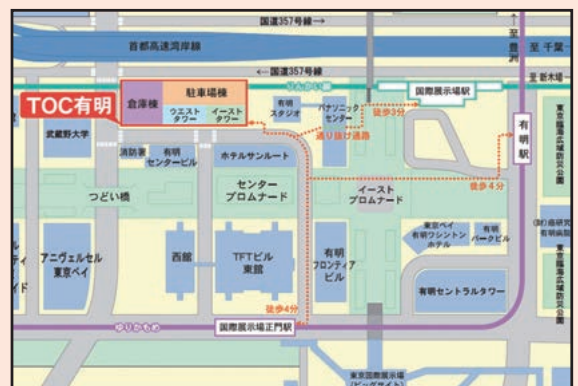 国道357号線→
首都高速湾岸線
←国道357号線
至 豊洲
至 千葉→
至 新木場→
りんかい線
国際展示場駅
TOC有明
倉庫棟
駐車場棟
ウエスト
タワー
イースト
タワー
有明
スタジオ
パナソニック
センター
徒歩3分
通り抜け通路
有明駅
武蔵野大学
消防署
有明
センタービル
ホテルサンルート
徒歩4分
東京臨海広域防災公園
つどい橋
センター
プロムナード
イースト
プロムナード
東京ベイ
有明ワシントン
ホテル
有明
パークビル
有明病院
アニヴェルセル
東京ベイ
西館
TFTビル
東館
有明
フロンティア
ビル
有明セントラルタワー
東京臨海広域防災公園
徒歩4分
ゆりかもめ
国際展示場正門駅
東京国際展示場